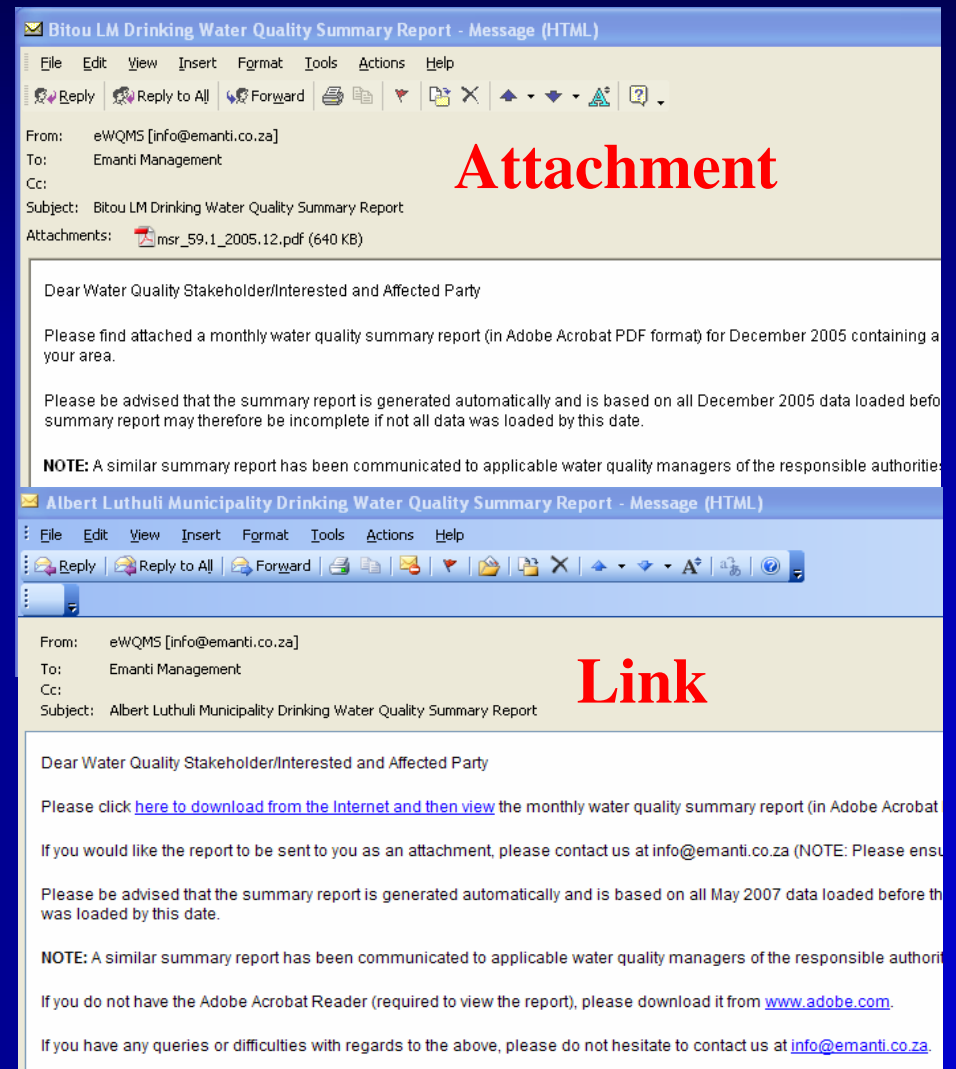 Bitou LM Drinking Water Quality Summary Report - Message (HTML)
File Edit View Insert Format Tools Actions Help
Reply Reply to All Forward
From: eWQMS [info@emanti.co.za]
To: Emanti Management
Cc:
Subject: Bitou LM Drinking Water Quality Summary Report
Attachments: msr_59.1_2005.12.pdf (640 KB)
Attachment
Dear Water Quality Stakeholder/Interested and Affected Party
Please find attached a monthly water quality summary report (in Adobe Acrobat PDF format) for December 2005 containing a
your area.
Please be advised that the summary report is generated automatically and is based on all December 2005 data loaded befo
summary report may therefore be incomplete if not all data was loaded by this date.
NOTE: A similar summary report has been communicated to applicable water quality managers of the responsible authorities
Albert Luthuli Municipality Drinking Water Quality Summary Report - Message (HTML)
File Edit View Insert Format Tools Actions Help
Reply Reply to All Forward
From: eWQMS [info@emanti.co.za]
To: Emanti Management
Cc:
Subject: Albert Luthuli Municipality Drinking Water Quality Summary Report
Link
Dear Water Quality Stakeholder/Interested and Affected Party
Please click here to download from the Internet and then view the monthly water quality summary report (in Adobe Acrobat
If you would like the report to be sent to you as an attachment, please contact us at info@emanti.co.za (NOTE: Please ensu
Please be advised that the summary report is generated automatically and is based on all May 2007 data loaded before th
was loaded by this date.
NOTE: A similar summary report has been communicated to applicable water quality managers of the responsible authorit
If you do not have the Adobe Acrobat Reader (required to view the report), please download it from www.adobe.com.
If you have any queries or difficulties with regards to the above, please do not hesitate to contact us at info@emanti.co.za.